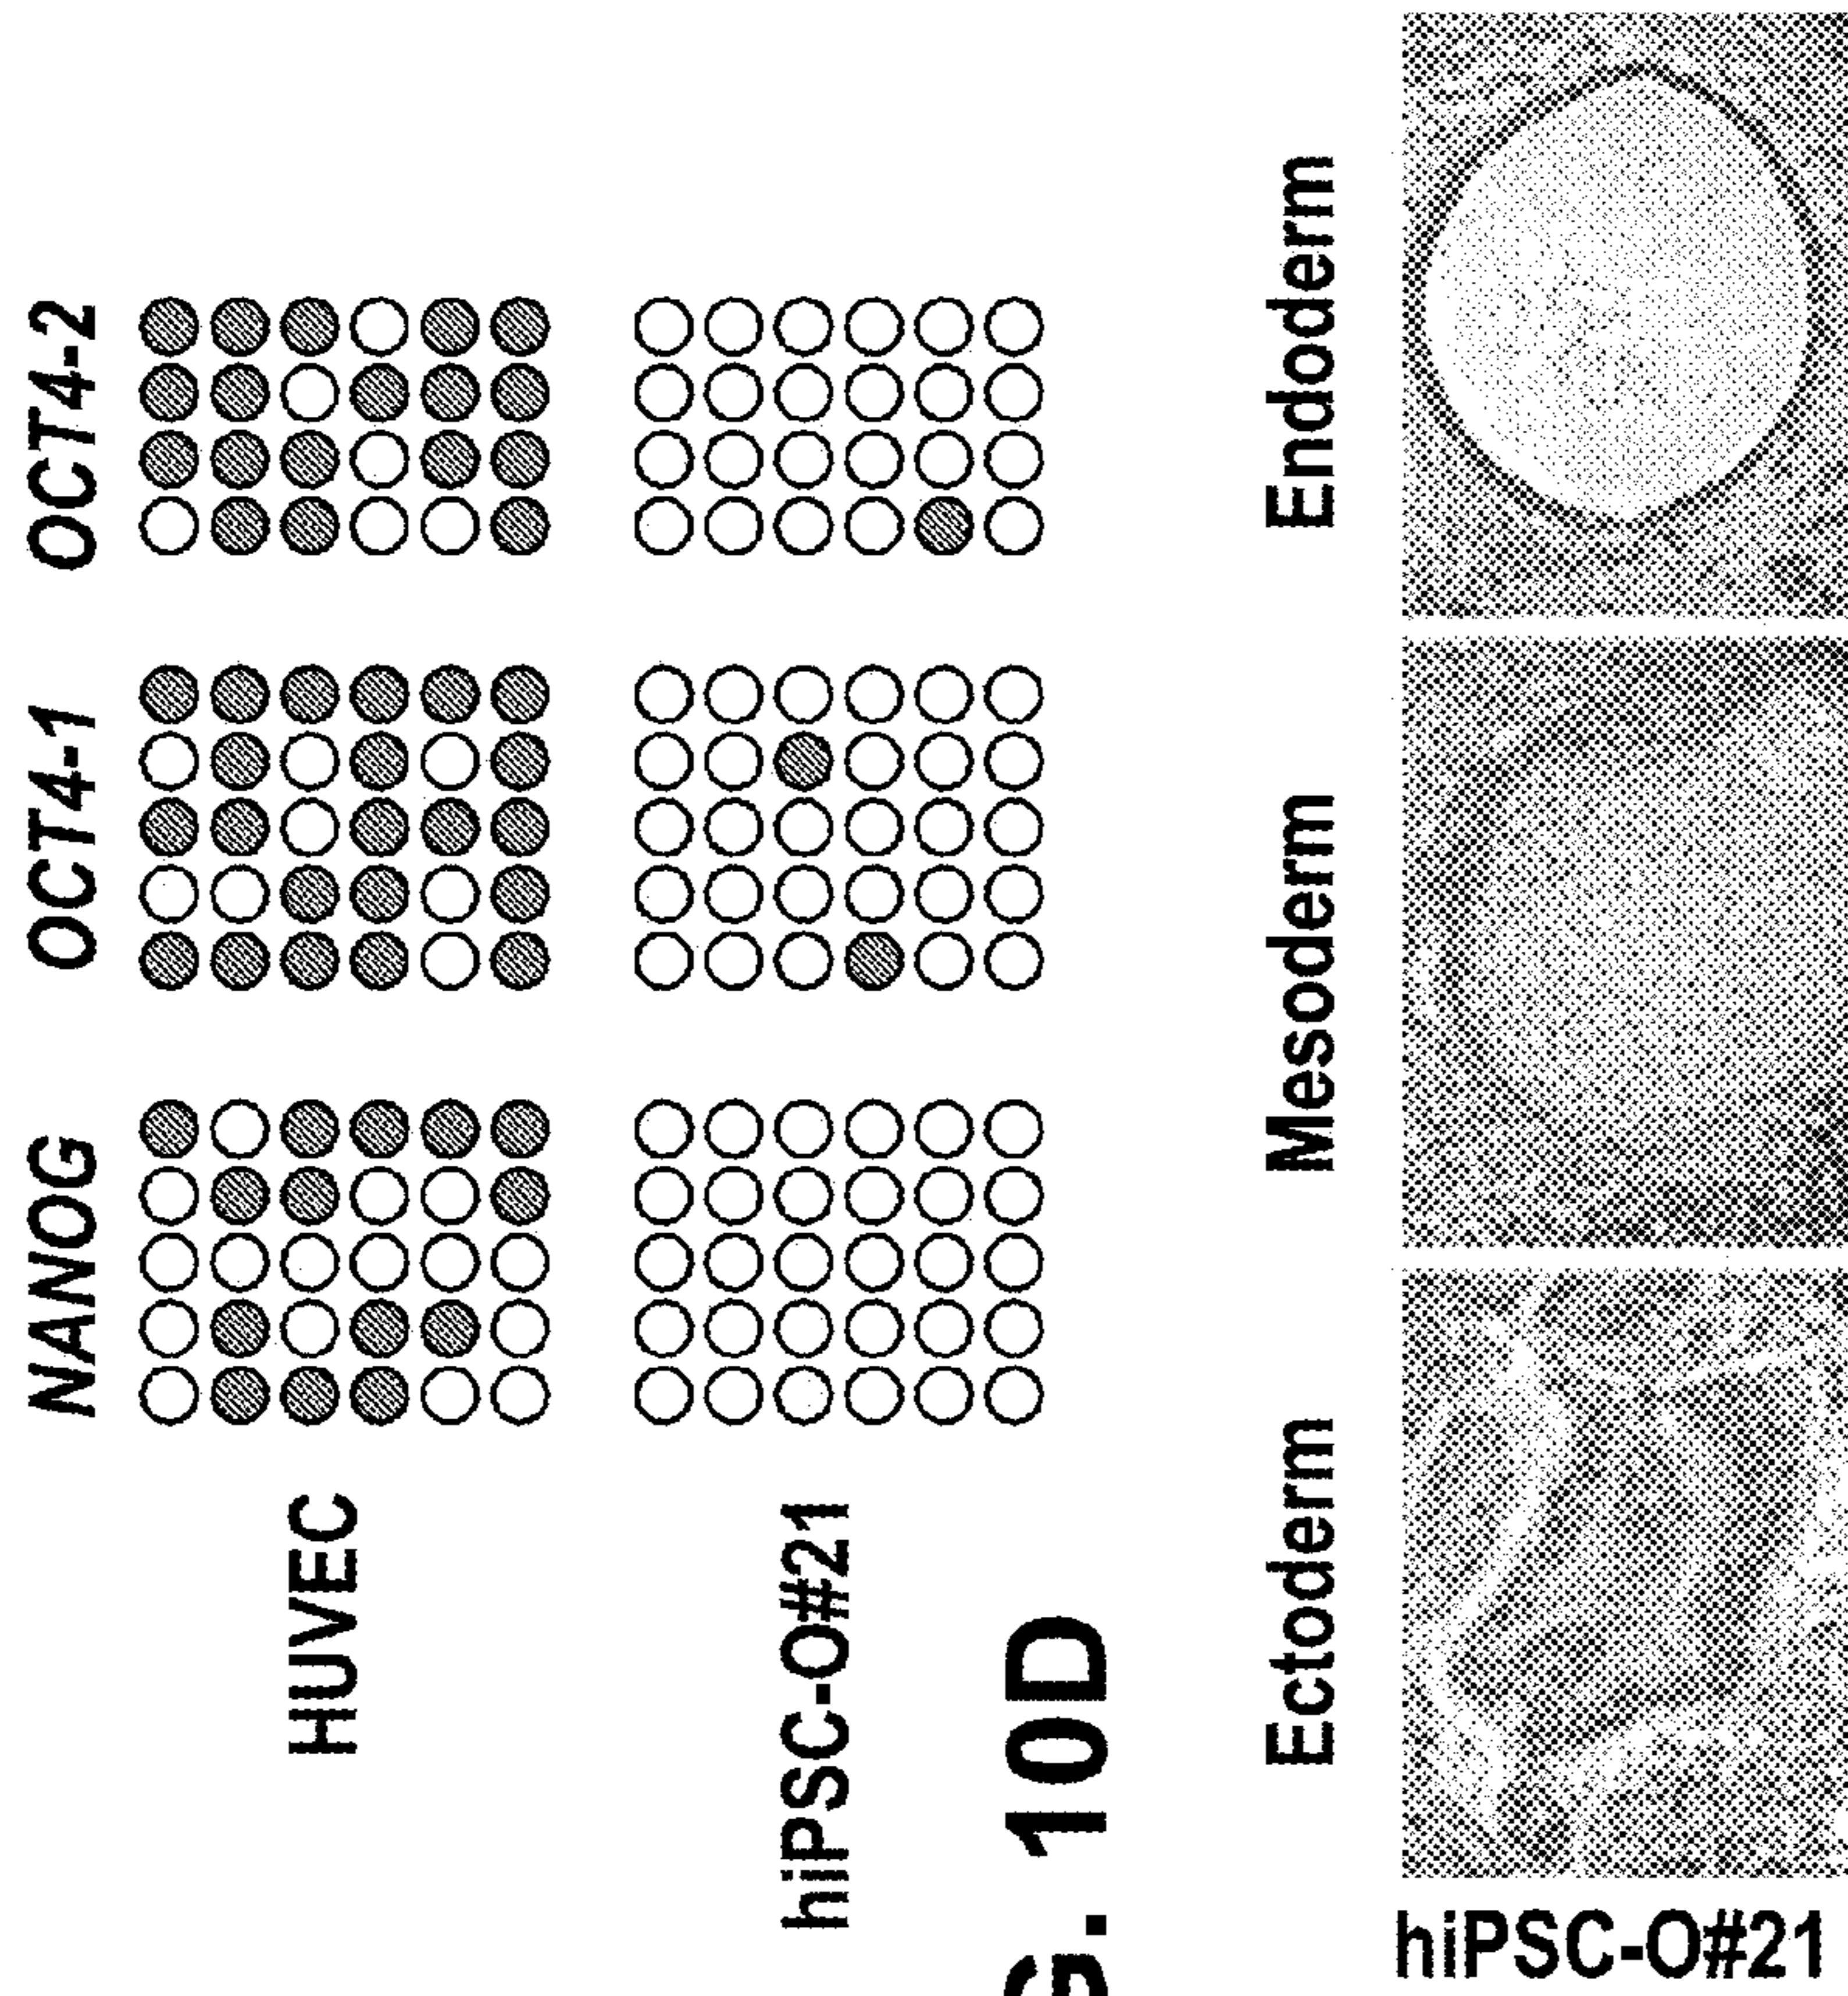 NANOG OCT4-1 OCT4-2
HUVEC
hiPSC-O#21
G. 10D
Ectoderm Mesoderm Endoderm
hiPSC-O#21